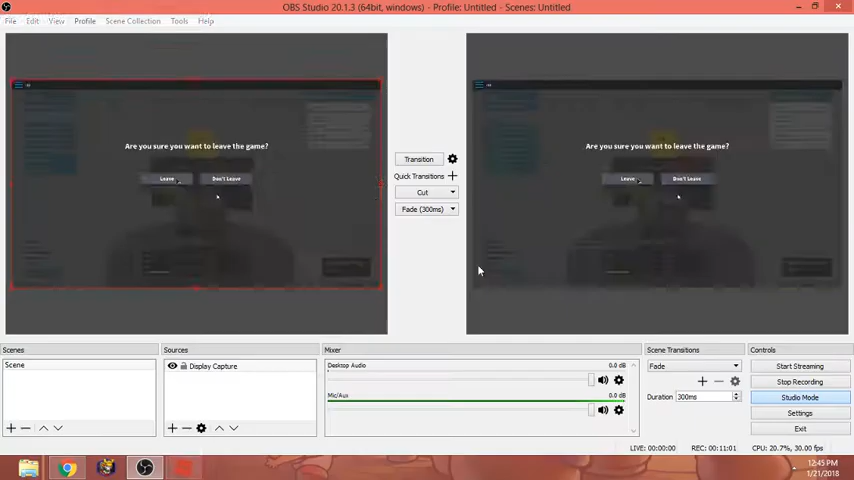 OBS Studio 20.1.3 (64bit, windows) - Profile: Untitled - Scenes: Untitled
File Edit View Profile Scene Collection Tools Help
Are you sure you want to leave the game?
Leave Don't Leave
Transition
Quick Transitions
Cut
Fade (300ms)
Are you sure you want to leave the game?
Leave Don't Leave
Scenes
Scene
Sources
Display Capture
Mixer
Desktop Audio 0.0 dB
Mic/Aux 0.0 dB
Scene Transitions
Fade
Duration 300ms
Controls
Start Streaming
Stop Recording
Studio Mode
Settings
Exit
LIVE: 00:00:00 REC: 00:11:01 CPU: 20.7%, 30.00 fps
12:45 PM
1/21/2018